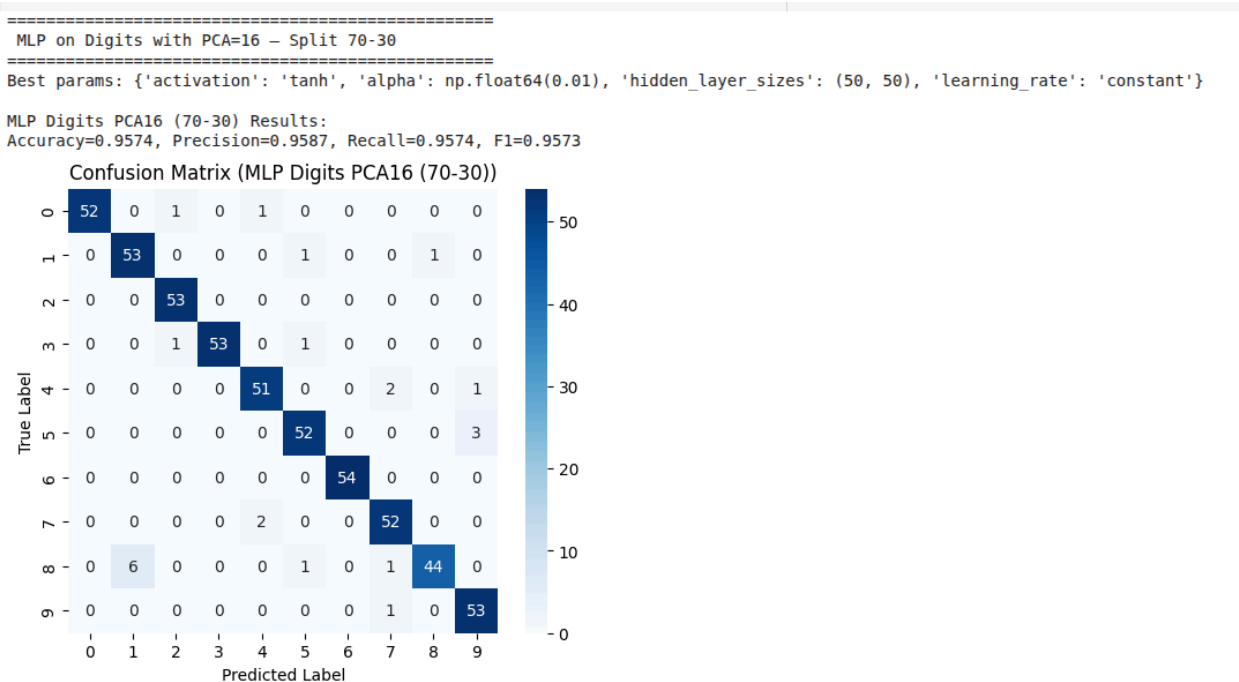 ==================================================
MLP on Digits with PCA=16 — Split 70-30
==================================================
Best params: {'activation': 'tanh', 'alpha': np.float64(0.01), 'hidden_layer_sizes': (50, 50), 'learning_rate': 'constant'}
MLP Digits PCA16 (70-30) Results:
Accuracy=0.9574, Precision=0.9587, Recall=0.9574, F1=0.9573
Confusion Matrix (MLP Digits PCA16 (70-30))
0 52 0 1 0 1 0 0 0 0 0
1 0 53 0 0 0 1 0 0 1 0
2 0 0 53 0 0 0 0 0 0 0
3 0 0 1 53 0 1 0 0 0 0
4 0 0 0 0 51 0 0 2 0 1
5 0 0 0 0 0 52 0 0 0 3
6 0 0 0 0 0 0 54 0 0 0
7 0 0 0 0 2 0 0 52 0 0
8 0 6 0 0 0 1 0 1 44 0
9 0 0 0 0 0 0 0 1 0 53
0 1 2 3 4 5 6 7 8 9
Predicted Label
True Label
50
40
30
20
10
0